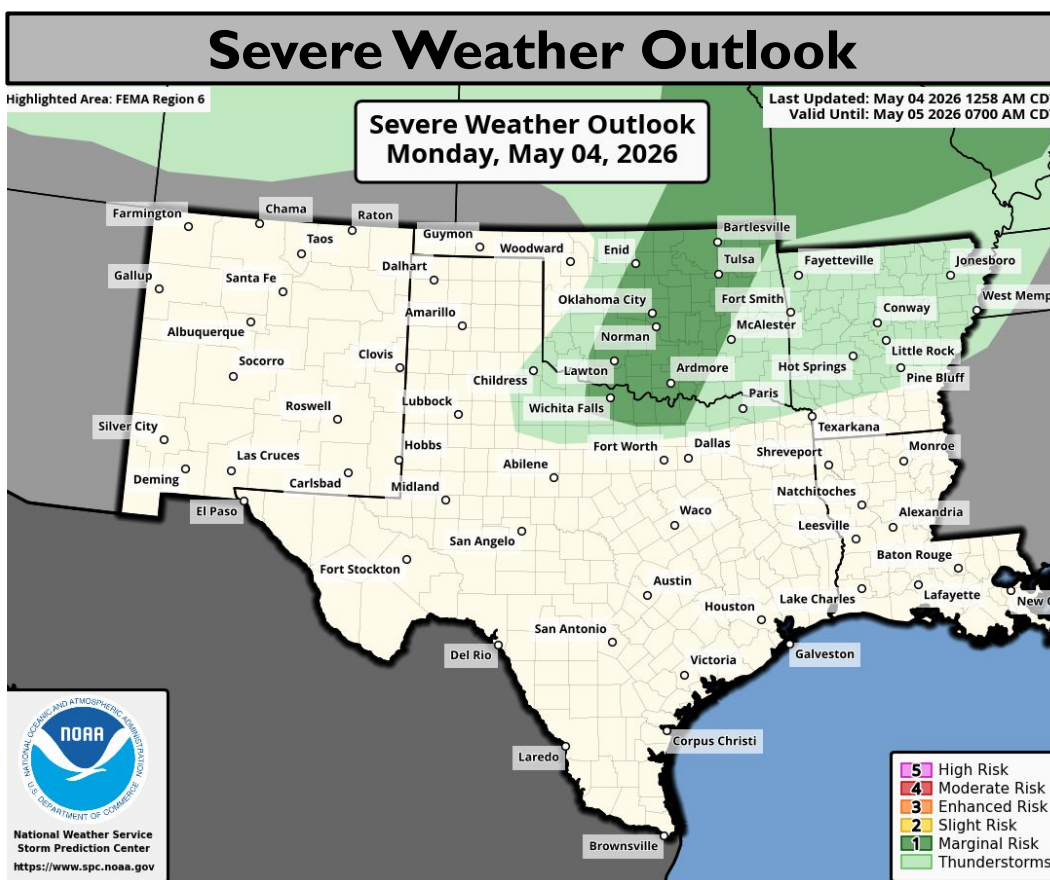 Severe Weather Outlook
Highlighted Area: FEMA Region 6
Severe Weather Outlook
Monday, May 04, 2026
Last Updated: May 04 2026 1258 AM CD
Valid Until: May 05 2026 0700 AM CD
Farmington
Chama
Raton
Taos
Guymon
Woodward
Enid
Bartlesville
Tulsa
Fayetteville
Jonesboro
Gallup
Santa Fe
Dalhart
Oklahoma City
Fort Smith
Conway
West Memp
Albuquerque
Amarillo
Norman
McAlester
Little Rock
Socorro
Clovis
Childress
Lawton
Ardmore
Hot Springs
Pine Bluff
Roswell
Lubbock
Wichita Falls
Paris
Texarkana
Silver City
Hobbs
Fort Worth
Dallas
Shreveport
Monroe
Las Cruces
Abilene
Deming
Carlsbad
Midland
Natchitoches
El Paso
Waco
Alexandria
San Angelo
Leesville
Fort Stockton
Baton Rouge
Austin
Houston
Lake Charles
Lafayette
New
San Antonio
Del Rio
Victoria
Galveston
Laredo
Corpus Christi
Brownsville
NATIONAL OCEANIC AND ATMOSPHERIC ADMINISTRATION
NOAA
U.S. DEPARTMENT OF COMMERCE
National Weather Service
Storm Prediction Center
https://www.spc.noaa.gov
5 High Risk
4 Moderate Risk
3 Enhanced Risk
2 Slight Risk
1 Marginal Risk
Thunderstorms